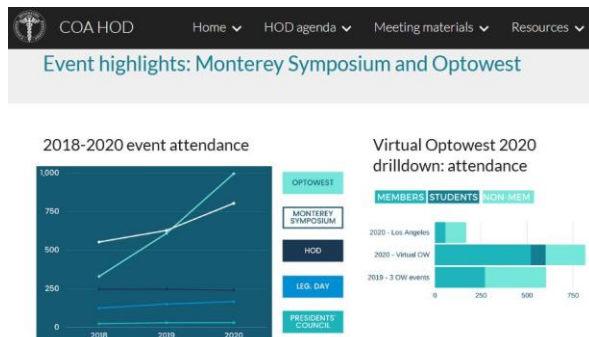 COA HOD Home HOD agenda Meeting materials Resources
Event highlights: Monterey Symposium and Optowest
2018-2020 event attendance
1,000
750
500
250
0
2018 2019 2020
OPTOWEST
MONTEREY
SYMPOSIUM
HOD
LEG. DAY
PRESIDENTS'
COUNCIL
Virtual Optowest 2020
drilldown: attendance
MEMBERS STUDENTS NON-MEM
2020 - Los Angeles
2020 - Virtual OW
2019 - 3 OW events
0 250 500 750